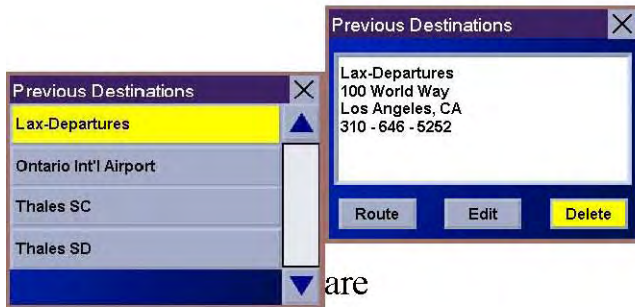 Previous Destinations
Lax-Departures
Ontario Int'l Airport
Thales SC
Thales SD
Previous Destinations
Lax-Departures
100 World Way
Los Angeles, CA
310 - 646 - 5252
Route Edit Delete
are